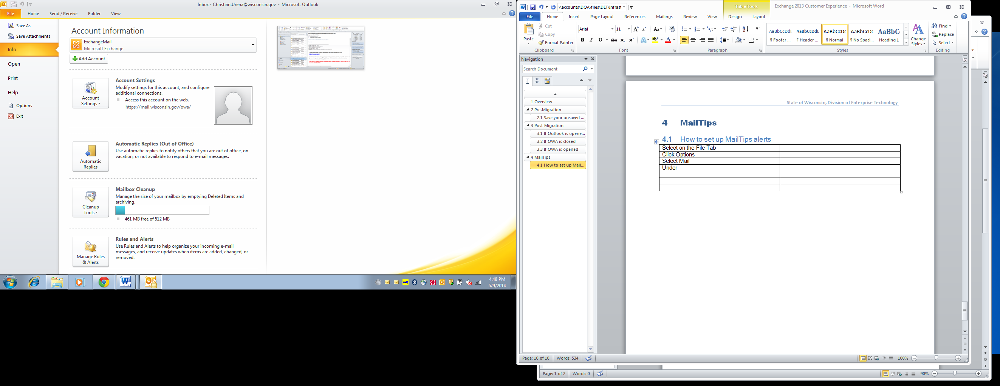 Inbox - Christian.Urena@wisconsin.gov - Microsoft Outlook
File Home Send / Receive Folder View
Save As
Save Attachments
Info
Open
Print
Help
Options
Exit
Account Information
ExchangeMail
Microsoft Exchange
Add Account
Account Settings
Account Settings
Modify settings for this account, and configure
additional connections.
Access this account on the web.
https://mail.wisconsin.gov/owa/
Automatic Replies
Automatic Replies (Out of Office)
Use automatic replies to notify others that you are out of office, on
vacation, or not available to respond to e-mail messages.
Cleanup Tools
Mailbox Cleanup
Manage the size of your mailbox by emptying Deleted Items and
archiving.
461 MB free of 512 MB
Manage Rules & Alerts
Rules and Alerts
Use Rules and Alerts to help organize your incoming e-mail
messages, and receive updates when items are added, changed, or
removed.
4:48 PM
6/9/2014
\\accounts\DOA\files\DET\Infrast
Table Tools
Exchange 2013 Customer Experience - Microsoft Word
File Home Insert Page Layout References Mailings Review View Design Layout
Paste
Cut
Copy
Format Painter
Clipboard
Arial 11
Font
Paragraph
AaBbCcDdE AaBbCcDdE AaBbCcDc AaBbCcDc AaBbC
¶ Footer ... ¶ Header ... ¶ Normal ¶ No Spaci... Heading 1
Change Styles
Styles
Find
Replace
Select
Editing
Navigation
Search Document
1 Overview
2 Pre-Migration
2.1 Save your unsaved ...
3 Post-Migration
3.1 If Outlook is opene...
3.2 If OWA is closed
3.3 If OWA is opened
4 MailTips
4.1 How to set up Mail...
State of Wisconsin, Division of Enterprise Technology
4 MailTips
4.1 How to set up MailTips alerts
Select on the File Tab
Click Options
Select Mail
Under
Page: 10 of 10 Words: 534 100%
Page: 1 of 2 Words: 0 90%